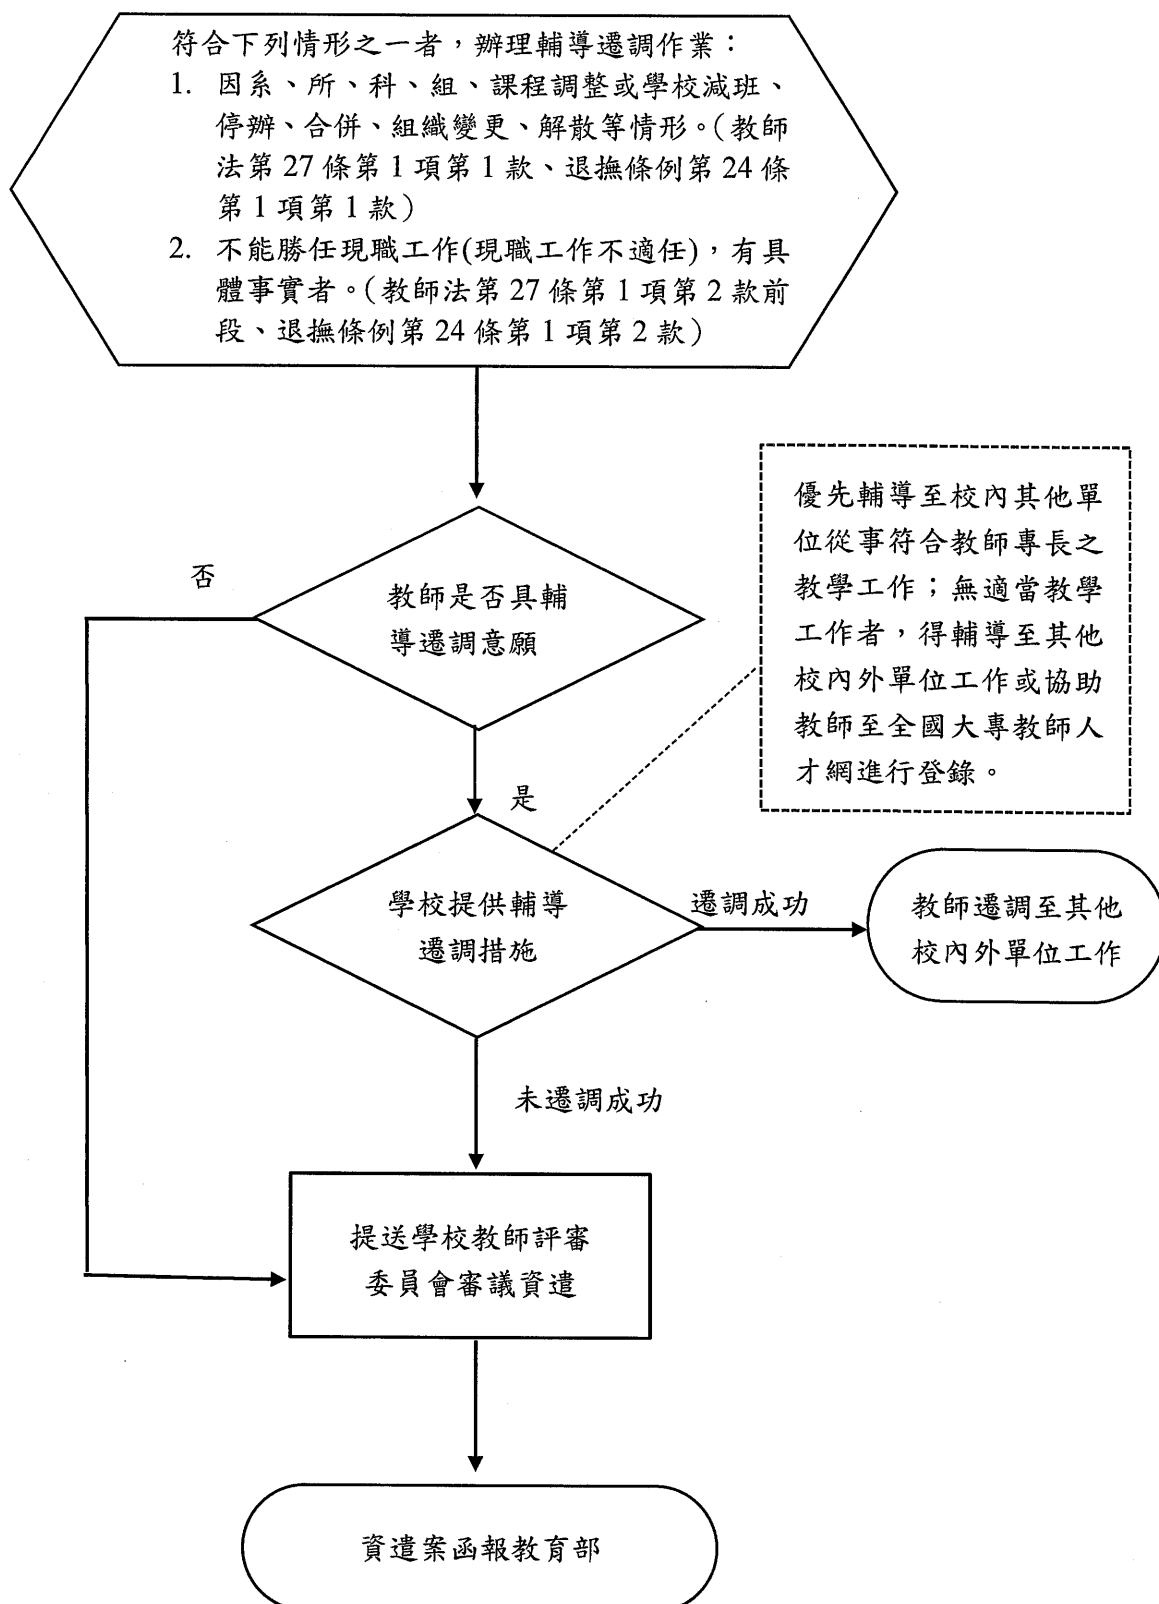 符合下列情形之一者，辦理輔導遷調作業：
1. 因系、所、科、組、課程調整或學校減班、
停辦、合併、組織變更、解散等情形。（教師
法第 27 條第 1 項第 1 款、退撫條例第 24 條
第 1 項第 1 款）
2. 不能勝任現職工作(現職工作不適任)，有具
體事實者。（教師法第 27 條第 1 項第 2 款前
段、退撫條例第 24 條第 1 項第 2 款）
優先輔導至校內其他單
位從事符合教師專長之
教學工作；無適當教學
工作者，得輔導至其他
校內外單位工作或協助
教師至全國大專教師人
才網進行登錄。
否
教師是否具輔
導遷調意願
是
學校提供輔導
遷調措施
遷調成功
教師遷調至其他
校內外單位工作
未遷調成功
提送學校教師評審
委員會審議資遣
資遣案函報教育部